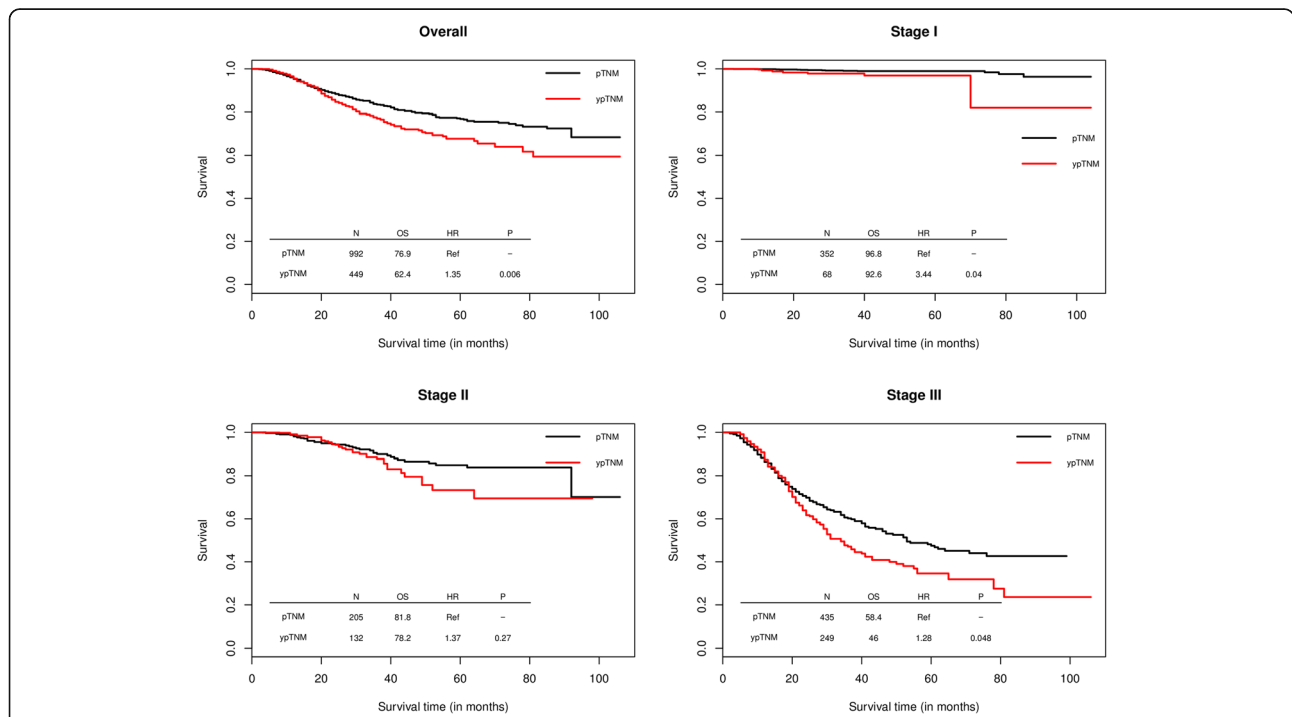 Overall
1.0
0.8
0.6
0.4
0.2
0.0
Survival
pTNM
ypTNM
N OS HR P
pTNM 992 76.9 Ref –
ypTNM 449 62.4 1.35 0.006
0 20 40 60 80 100
Survival time (in months)
Stage I
1.0
0.8
0.6
0.4
0.2
0.0
Survival
pTNM
ypTNM
pTNM
ypTNM
N OS HR P
pTNM 352 96.8 Ref –
ypTNM 68 92.6 3.44 0.04
0 20 40 60 80 100
Survival time (in months)
Stage II
1.0
0.8
0.6
0.4
0.2
0.0
Survival
pTNM
ypTNM
N OS HR P
pTNM 205 81.8 Ref –
ypTNM 132 78.2 1.37 0.27
0 20 40 60 80 100
Survival time (in months)
Stage III
1.0
0.8
0.6
0.4
0.2
0.0
Survival
pTNM
ypTNM
N OS HR P
pTNM 435 58.4 Ref –
ypTNM 249 46 1.28 0.048
0 20 40 60 80 100
Survival time (in months)